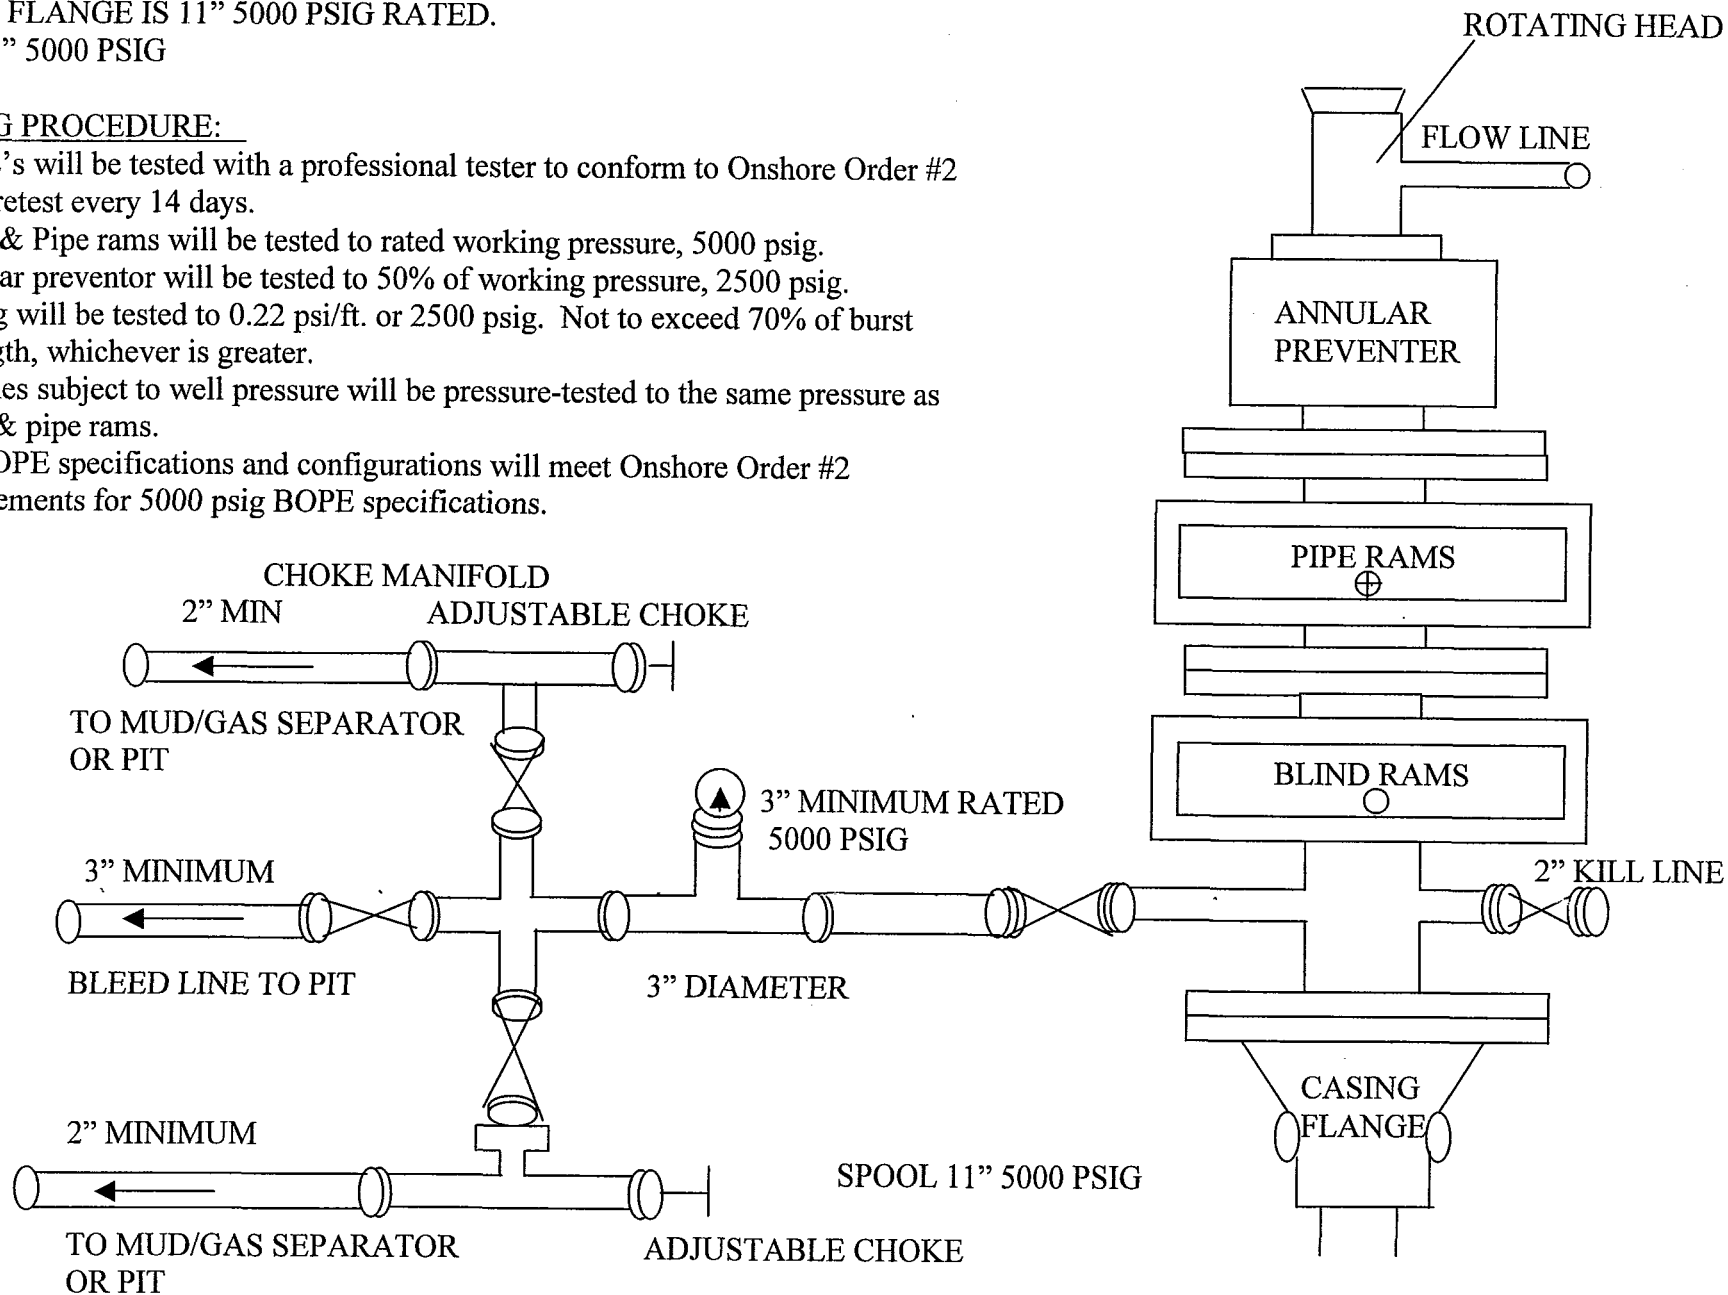 FLANGE IS 11” 5000 PSIG RATED.
” 5000 PSIG
G PROCEDURE:
’s will be tested with a professional tester to conform to Onshore Order #2
retest every 14 days.
& Pipe rams will be tested to rated working pressure, 5000 psig.
ar preventor will be tested to 50% of working pressure, 2500 psig.
g will be tested to 0.22 psi/ft. or 2500 psig. Not to exceed 70% of burst
gth, whichever is greater.
es subject to well pressure will be pressure-tested to the same pressure as
& pipe rams.
OPE specifications and configurations will meet Onshore Order #2
ements for 5000 psig BOPE specifications.
ROTATING HEAD
FLOW LINE
ANNULAR
PREVENTER
PIPE RAMS
BLIND RAMS
2” KILL LINE
CASING
FLANGE
SPOOL 11” 5000 PSIG
CHOKE MANIFOLD
2” MIN
ADJUSTABLE CHOKE
TO MUD/GAS SEPARATOR
OR PIT
3” MINIMUM RATED
5000 PSIG
3” MINIMUM
BLEED LINE TO PIT
3” DIAMETER
2” MINIMUM
TO MUD/GAS SEPARATOR
OR PIT
ADJUSTABLE CHOKE